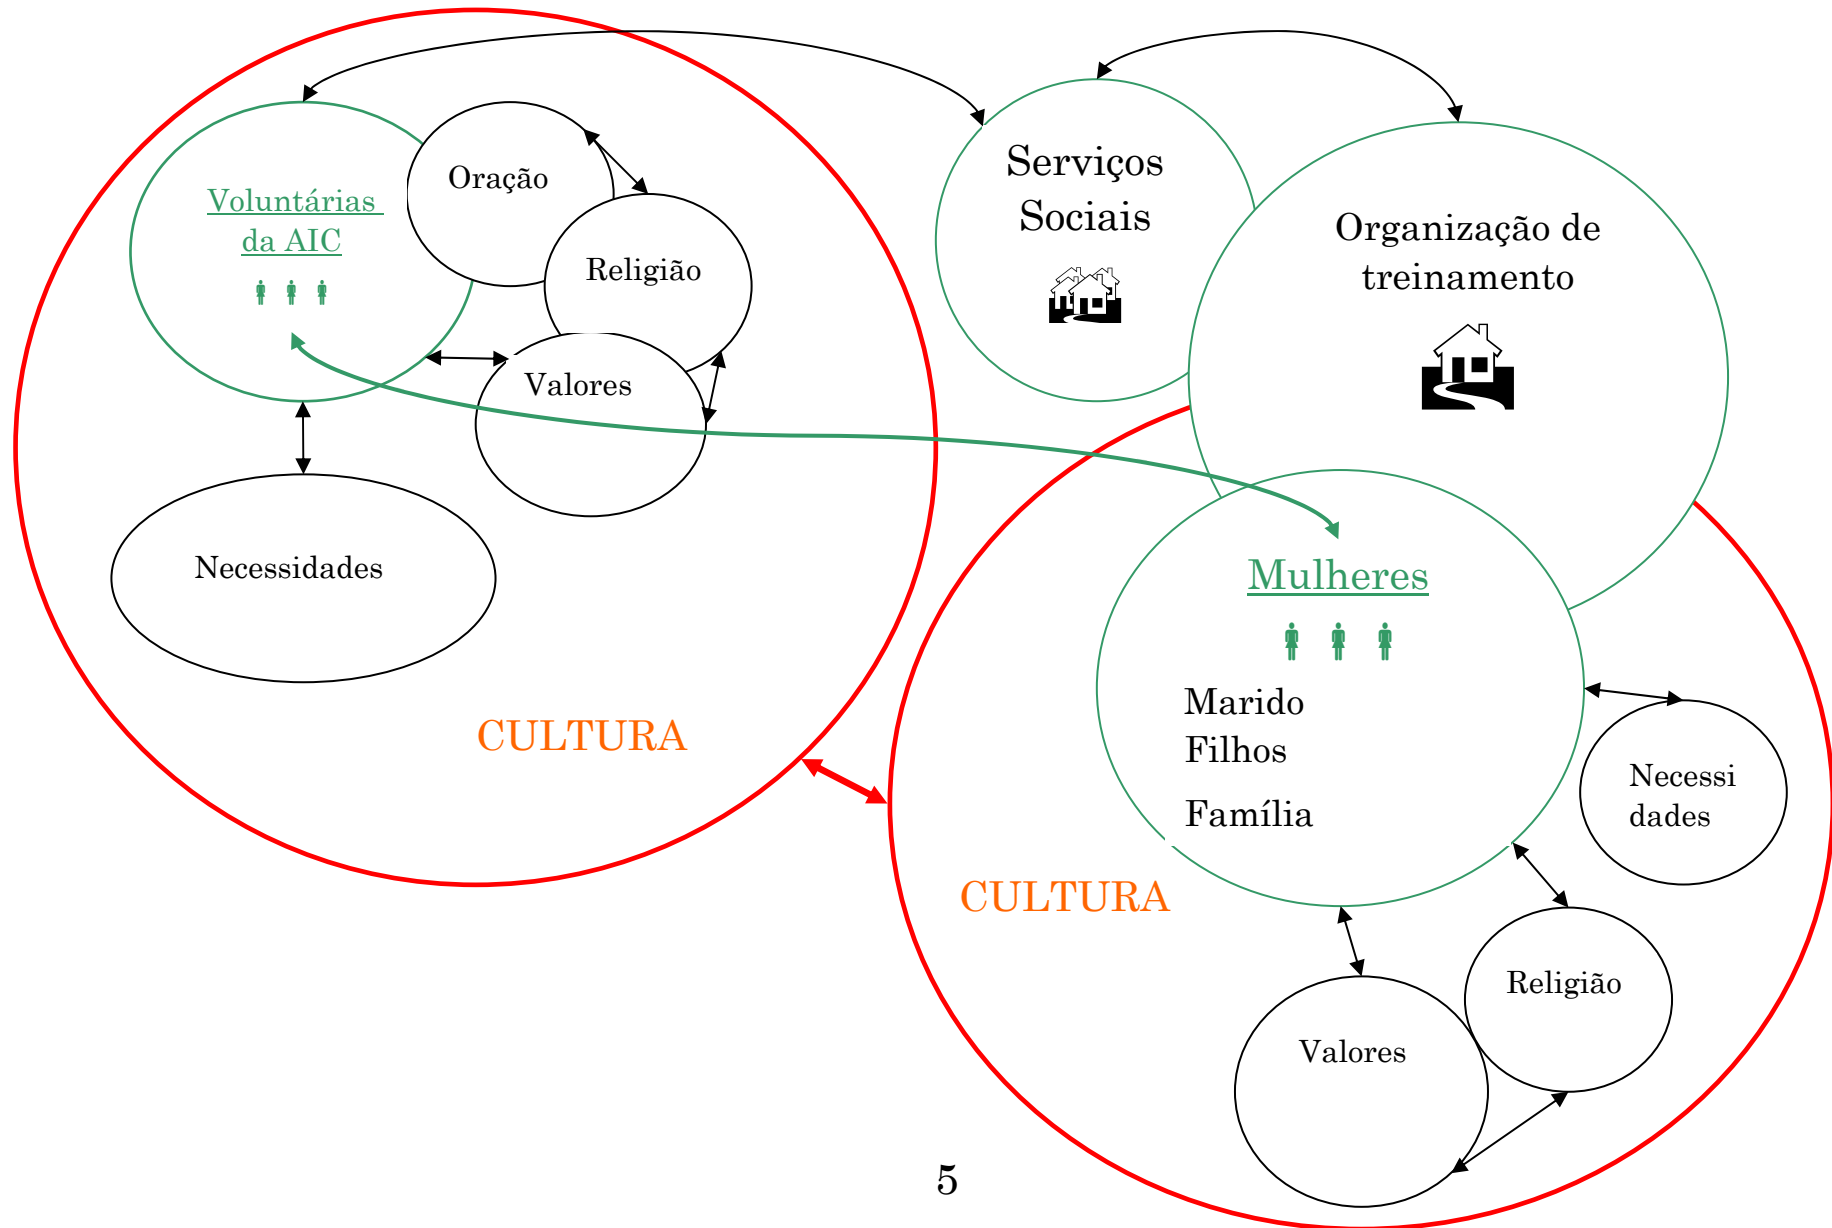 Voluntárias
da AIC
Oração
Religião
Valores
Necessidades
CULTURA
Serviços
Sociais
Organização de
treinamento
Mulheres
Marido
Filhos
Família
Necessi
dades
CULTURA
Religião
Valores
5